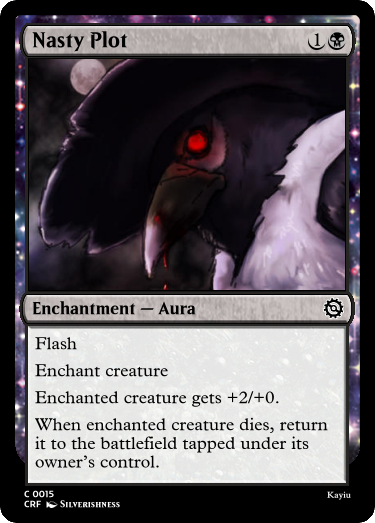 Nasty Plot 1
Enchantment — Aura
Flash
Enchant creature
Enchanted creature gets +2/+0.
When enchanted creature dies, return
it to the battlefield tapped under its
owner's control.
C 0015
Kayiu
CRF Silverishness